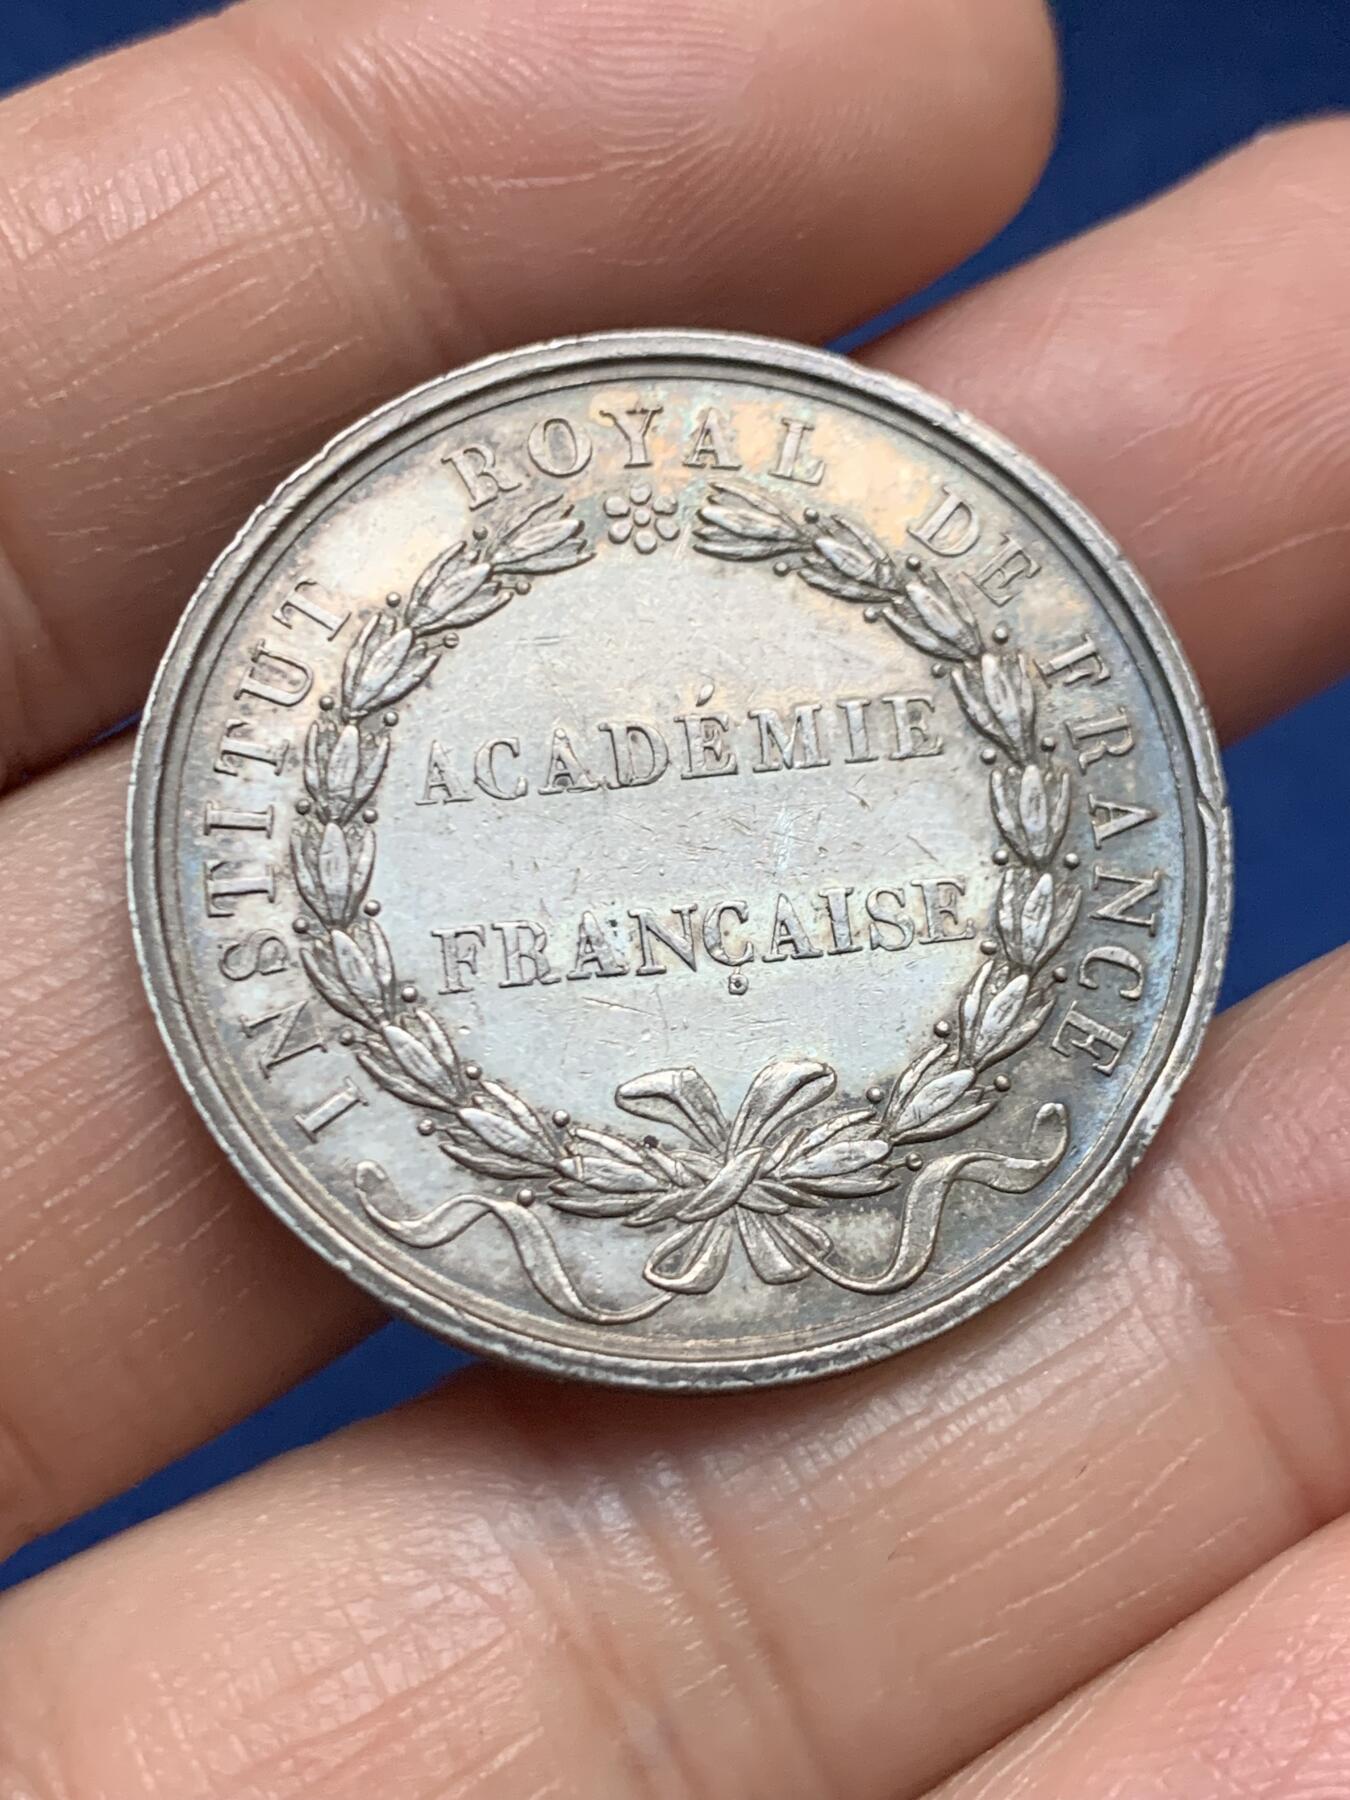 INSTITUT ROYAL DE FRANCE
ACADÉMIE
FRANÇAISE